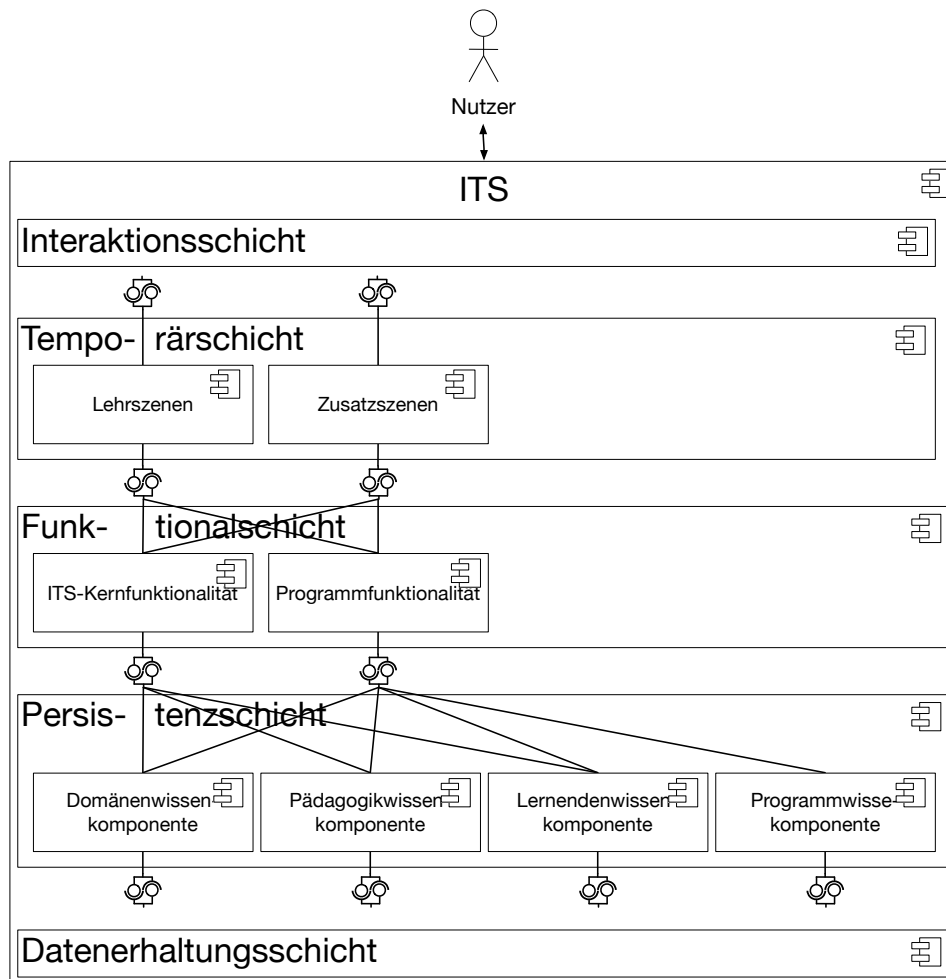 Nutzer
ITS
Interaktionsschicht
Tempo- rärschicht
Lehrszenen
Zusatzszenen
Funk- tionalschicht
ITS-Kernfunktionalität
Programmfunktionalität
Persis- tenzschicht
Domänenwissen-
komponente
Pädagogikwissen-
komponente
Lernendenwissen-
komponente
Programmwisse-
komponente
Datenerhaltungsschicht